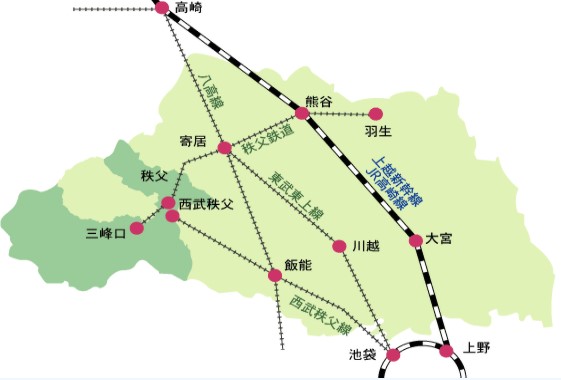 高崎
八高線
熊谷
羽生
寄居
秩父鉄道
上越新幹線
JR高崎線
秩父
東武東上線
西武秩父
三峰口
川越
大宮
飯能
西武秩父線
池袋
上野